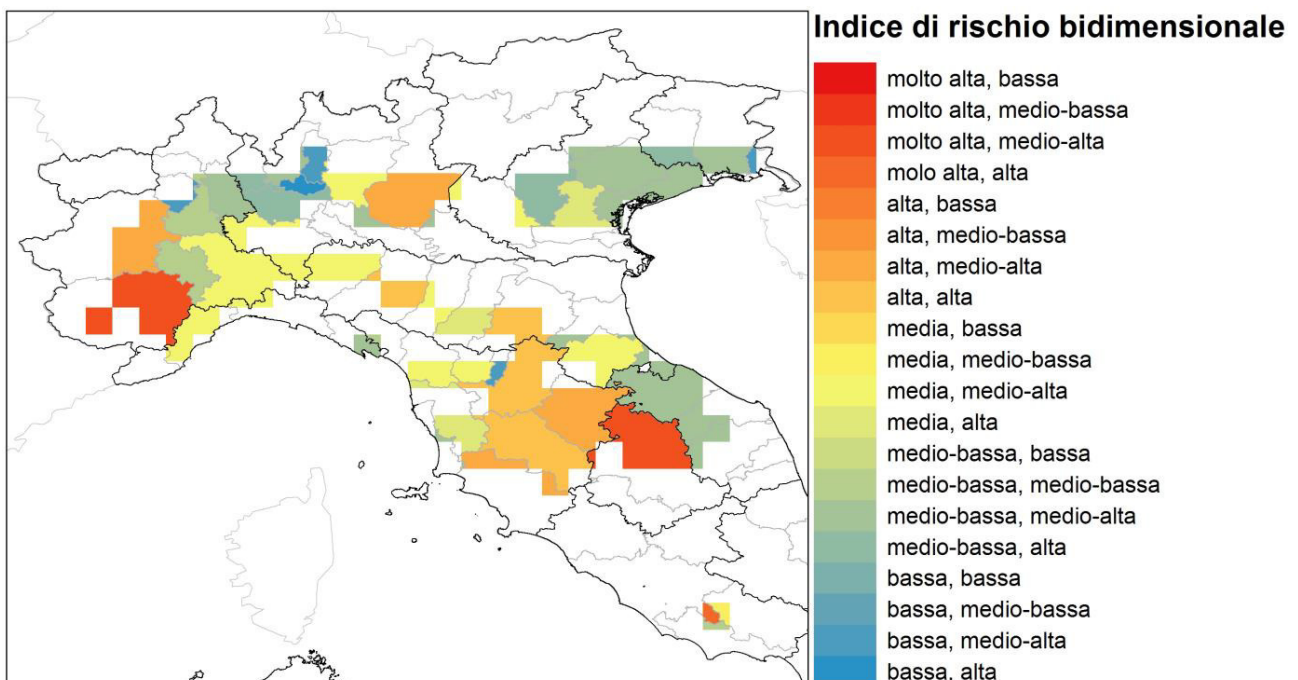 Indice di rischio bidimensionale
molto alta, bassa
molto alta, medio-bassa
molto alta, medio-alta
molo alta, alta
alta, bassa
alta, medio-bassa
alta, medio-alta
alta, alta
media, bassa
media, medio-bassa
media, medio-alta
media, alta
medio-bassa, bassa
medio-bassa, medio-bassa
medio-bassa, medio-alta
medio-bassa, alta
bassa, bassa
bassa, medio-bassa
bassa, medio-alta
bassa, alta